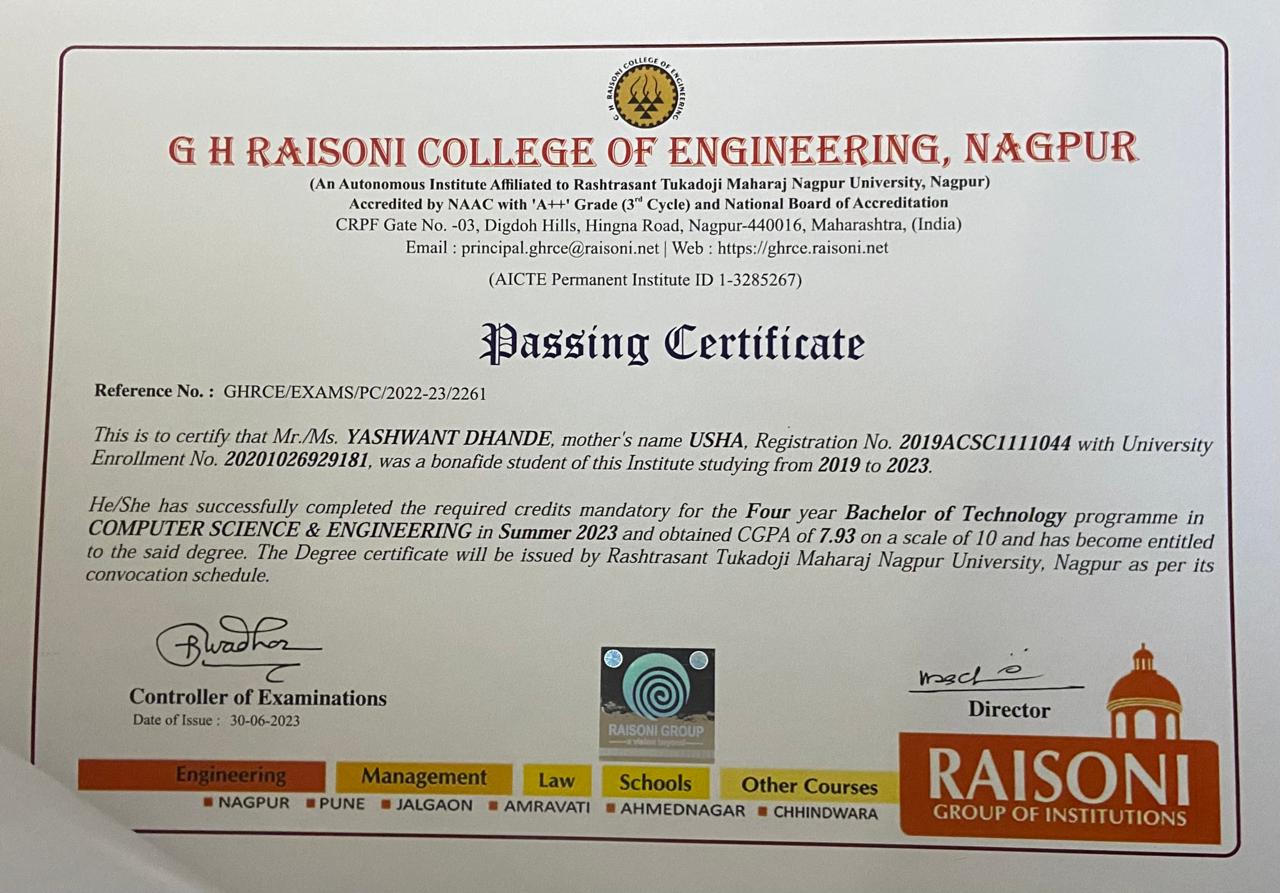 G H RAISONI COLLEGE OF ENGINEERING
G H RAISONI COLLEGE OF ENGINEERING, NAGPUR
(An Autonomous Institute Affiliated to Rashtrasant Tukadoji Maharaj Nagpur University, Nagpur)
Accredited by NAAC with 'A++' Grade (3rd Cycle) and National Board of Accreditation
CRPF Gate No. -03, Digdoh Hills, Hingna Road, Nagpur-440016, Maharashtra, (India)
Email : principal.ghrce@raisoni.net | Web : https://ghrce.raisoni.net
(AICTE Permanent Institute ID 1-3285267)
Passing Certificate
Reference No. : GHRCE/EXAMS/PC/2022-23/2261
This is to certify that Mr./Ms. YASHWANT DHANDE, mother's name USHA, Registration No. 2019ACSC1111044 with University
Enrollment No. 20201026929181, was a bonafide student of this Institute studying from 2019 to 2023.
He/She has successfully completed the required credits mandatory for the Four year Bachelor of Technology programme in
COMPUTER SCIENCE & ENGINEERING in Summer 2023 and obtained CGPA of 7.93 on a scale of 10 and has become entitled
to the said degree. The Degree certificate will be issued by Rashtrasant Tukadoji Maharaj Nagpur University, Nagpur as per its
convocation schedule.
Controller of Examinations
Date of Issue : 30-06-2023
RAISONI GROUP
a vision beyond
Director
Engineering Management Law Schools Other Courses
NAGPUR PUNE JALGAON AMRAVATI AHMEDNAGAR CHHINDWARA
RAISONI
GROUP OF INSTITUTIONS